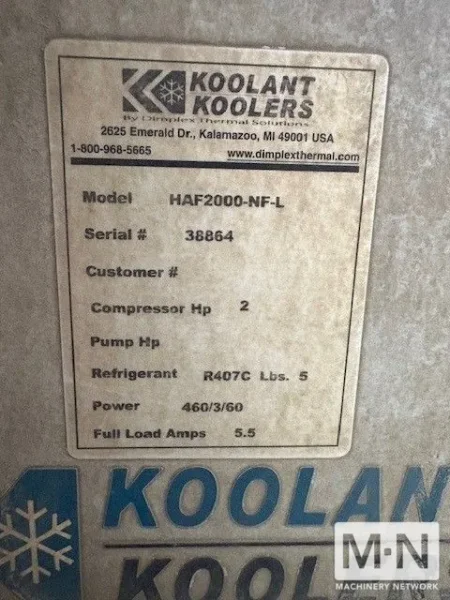 KOOLANT
KOOLERS
By Dimplex Thermal Solutions
2625 Emerald Dr., Kalamazoo, MI 49001 USA
1-800-968-5665 www.dimplexthermal.com
Model HAF2000-NF-L
Serial # 38864
Customer #
Compressor Hp 2
Pump Hp
Refrigerant R407C Lbs. 5
Power 460/3/60
Full Load Amps 5.5
KOOLAN
KOOL
M·N
MACHINERY NETWORK